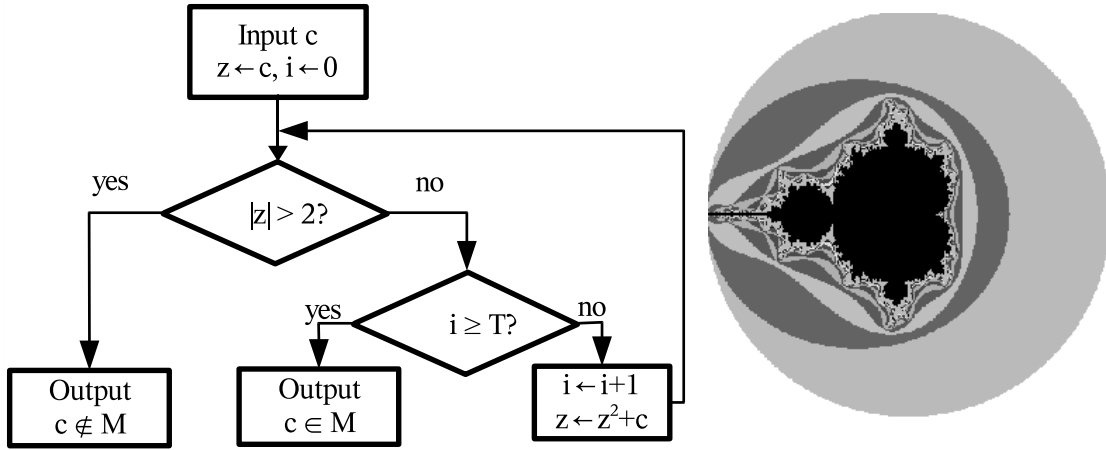 Input c
z ← c, i ← 0
yes
no
|z| > 2?
yes
no
i ≥ T?
Output
c ∉ M
Output
c ∈ M
i ← i+1
z ← z²+c